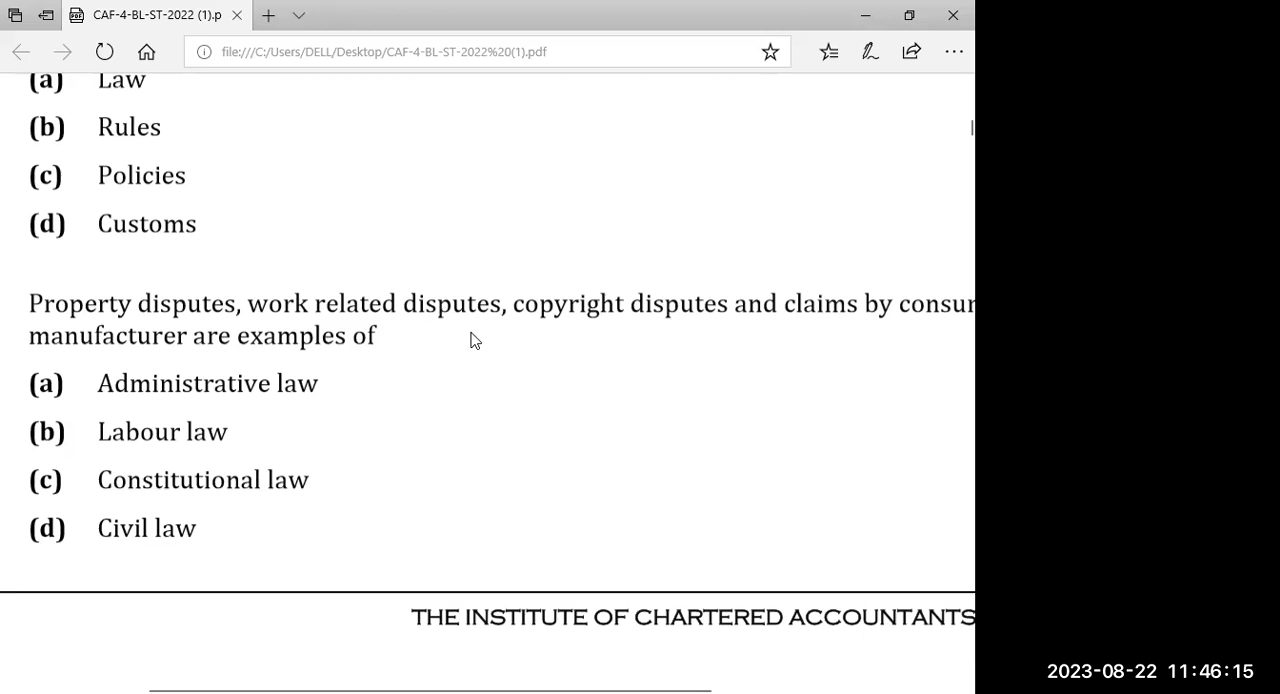 CAF-4-BL-ST-2022 (1).p
file:///C:/Users/DELL/Desktop/CAF-4-BL-ST-2022%20(1).pdf
(a) Law
(b) Rules
(c) Policies
(d) Customs
Property disputes, work related disputes, copyright disputes and claims by consur
manufacturer are examples of
(a) Administrative law
(b) Labour law
(c) Constitutional law
(d) Civil law
THE INSTITUTE OF CHARTERED ACCOUNTANTS
2023-08-22 11:46:15